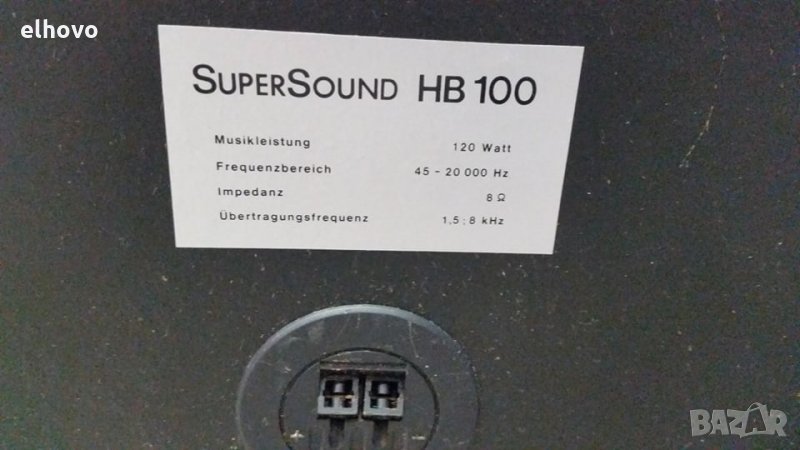 elhovo
SUPERSOUND HB 100
Musikleistung 120 Watt
Frequenzbereich 45 - 20 000 Hz
Impedanz 8 Ω
Übertragungsfrequenz 1,5 ; 8 kHz
BAZAR